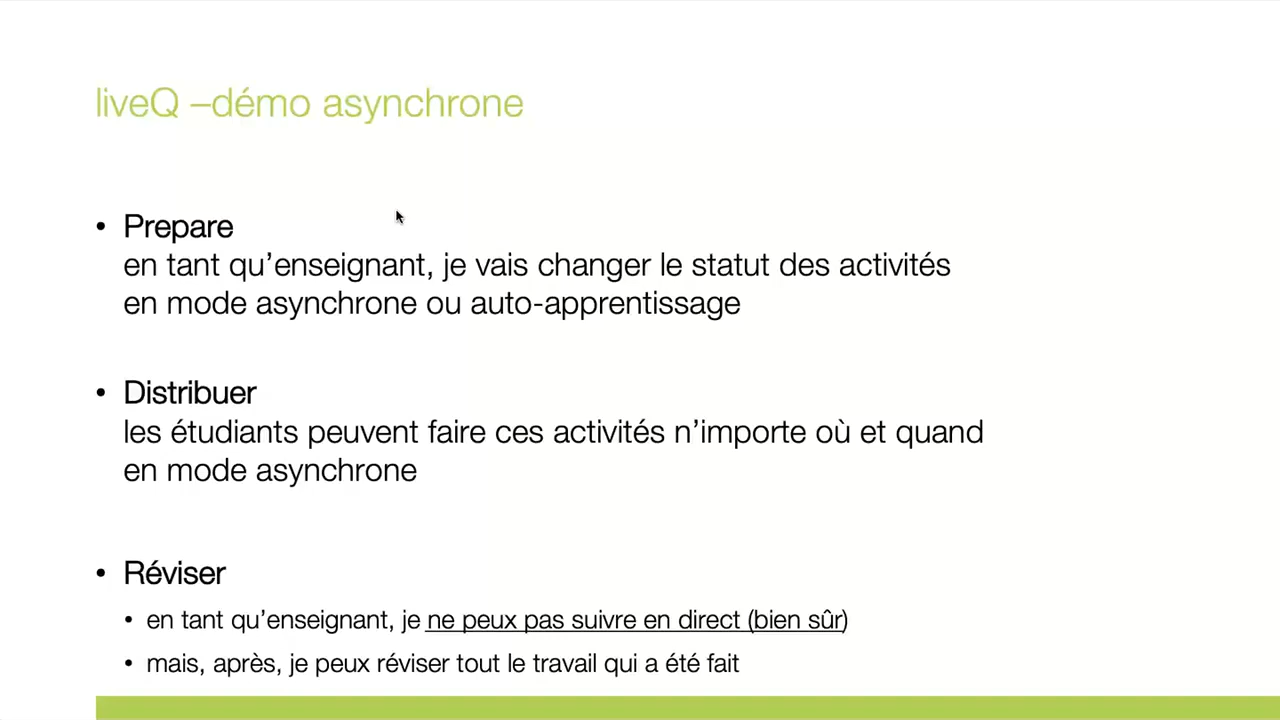 liveQ –démo asynchrone
• Prepare
en tant qu’enseignant, je vais changer le statut des activités
en mode asynchrone ou auto-apprentissage
• Distribuer
les étudiants peuvent faire ces activités n’importe où et quand
en mode asynchrone
• Réviser
• en tant qu’enseignant, je ne peux pas suivre en direct (bien sûr)
• mais, après, je peux réviser tout le travail qui a été fait